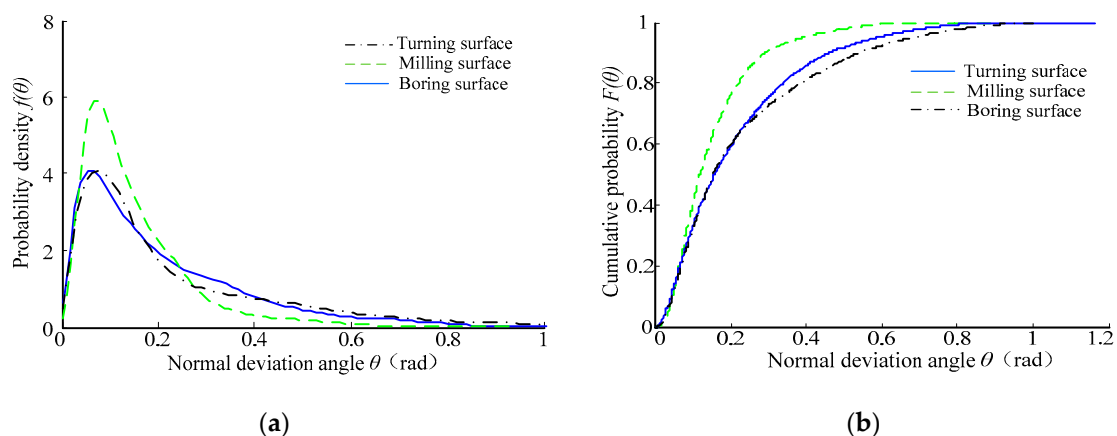 8
6
4
2
0
0
0.2
0.4
0.6
0.8
1
Probability density f(θ)
Normal deviation angle θ（rad）
Turning surface
Milling surface
Boring surface
(a)
1
0.8
0.6
0.4
0.2
0
0
0.2
0.4
0.6
0.8
1.0
1.2
Cumulative probability F(θ)
Normal deviation angle θ（rad）
Turning surface
Milling surface
Boring surface
(b)